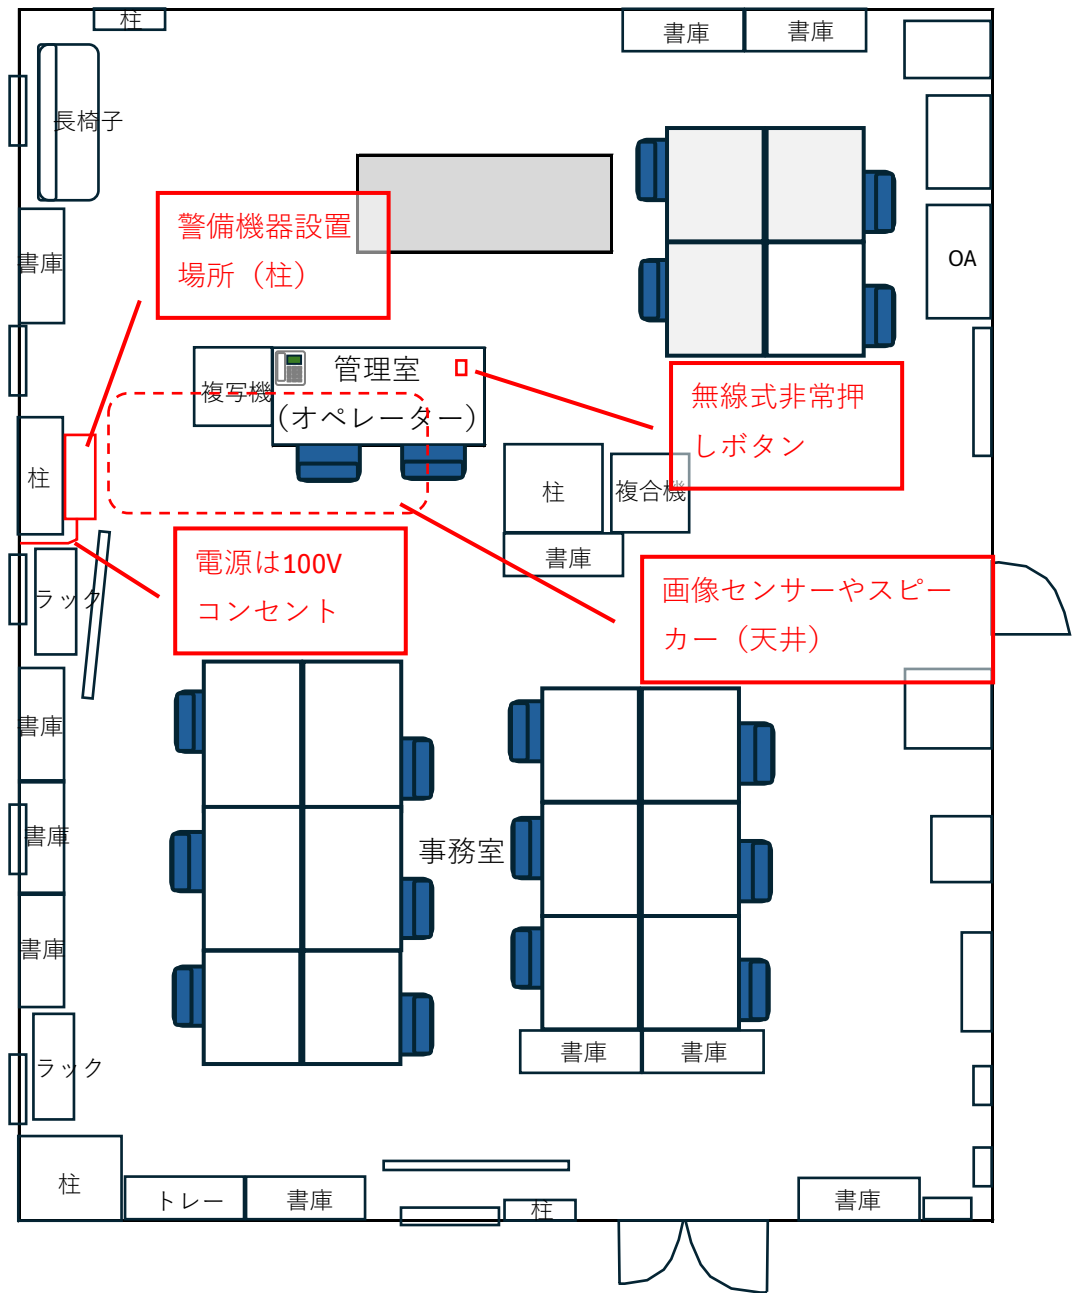 柱
書庫
書庫
長椅子
警備機器設置
場所（柱）
書庫
OA
管理室
（オペレーター）
複写機
無線式非常押
しボタン
柱
柱
複合機
書庫
電源は100V
コンセント
画像センサーやスピー
カー（天井）
ラック
書庫
書庫
事務室
書庫
書庫
書庫
ラック
柱
トレー
書庫
柱
書庫